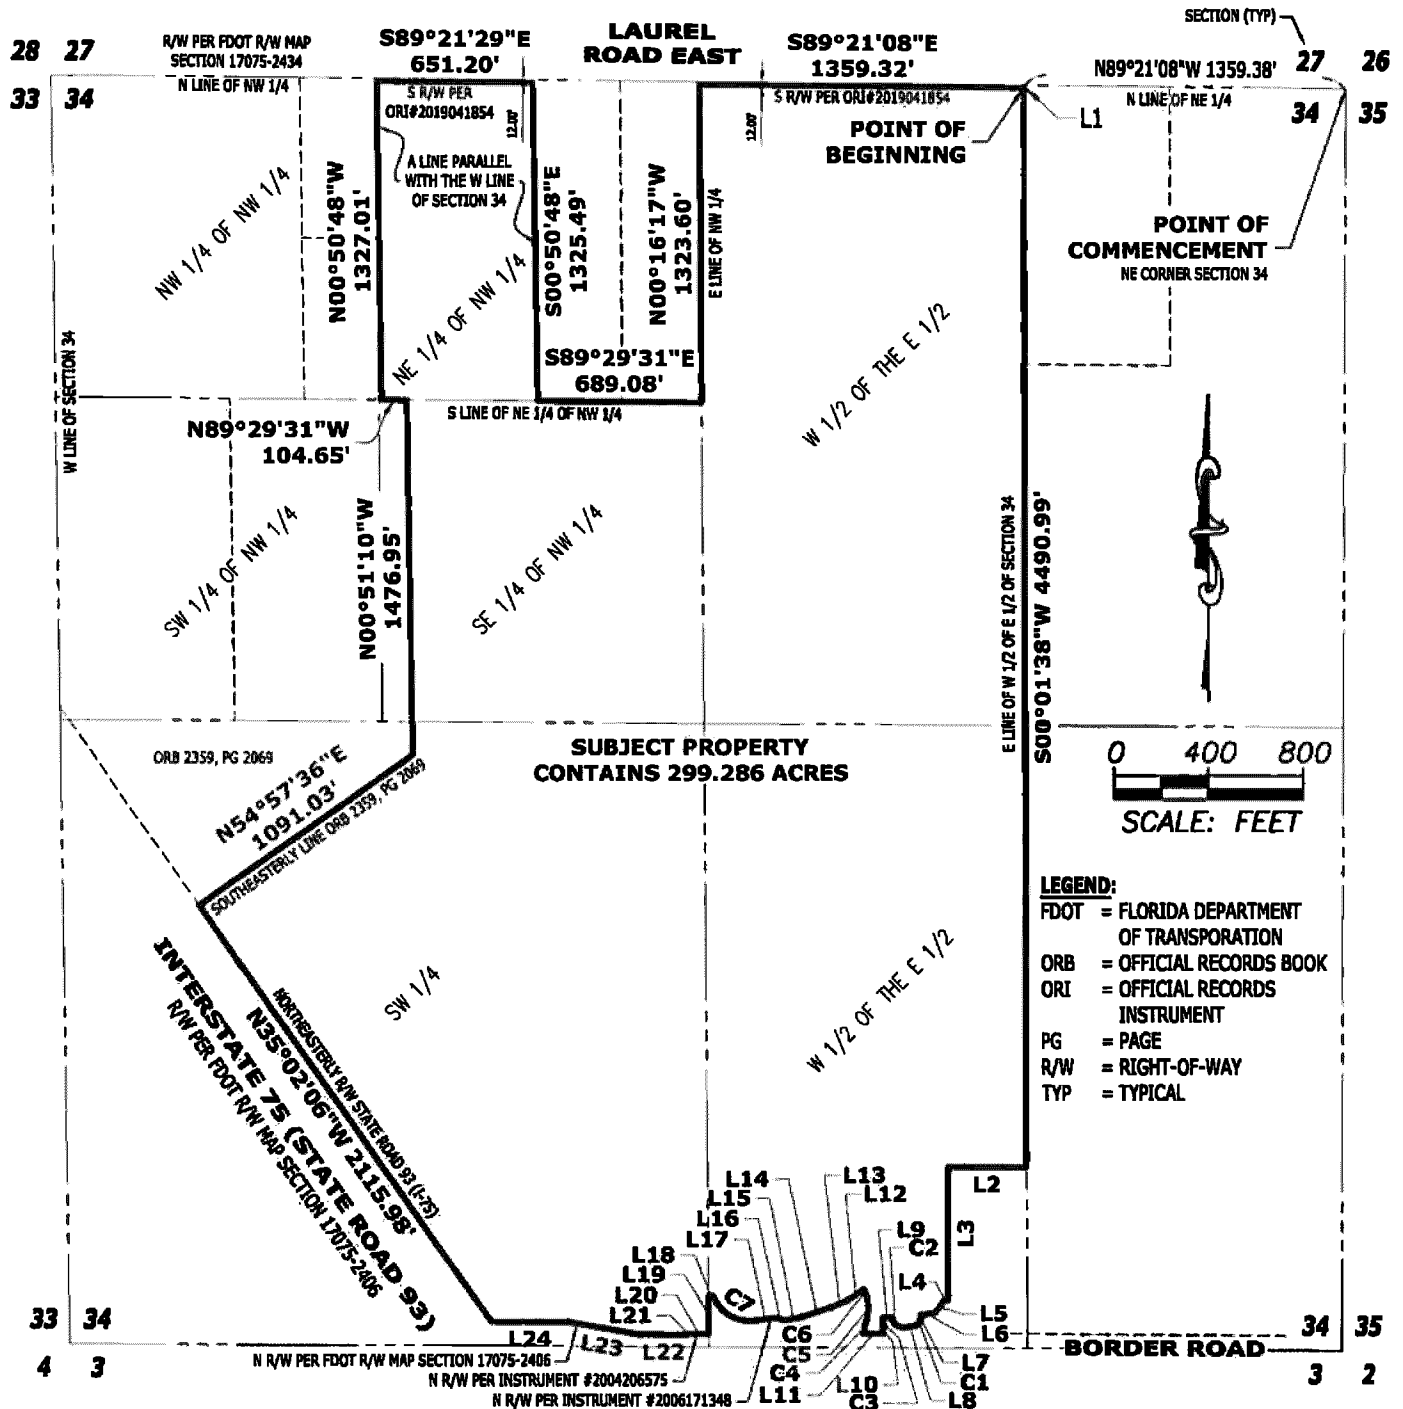 SECTION (TYP)
28 27
33 34
R/W PER FDOT R/W MAP
SECTION 17075-2434
N LINE OF NW 1/4
S89°21'29"E
651.20'
LAUREL
ROAD EAST
S89°21'08"E
1359.32'
N89°21'08"W 1359.38'
N LINE OF NE 1/4
27 26
34 35
S R/W PER
ORI#2019041854
12.00'
S R/W PER ORI#2019041854
12.00'
L1
POINT OF
BEGINNING
POINT OF
COMMENCEMENT
NE CORNER SECTION 34
A LINE PARALLEL
WITH THE W LINE
OF SECTION 34
NW 1/4 OF NW 1/4
N00°50'48"W
1327.01'
NE 1/4 OF NW 1/4
S00°50'48"E
1325.49'
N00°16'17"W
1323.60'
E LINE OF NW 1/4
W 1/2 OF THE E 1/2
S89°29'31"E
689.08'
S LINE OF NE 1/4 OF NW 1/4
W LINE OF SECTION 34
N89°29'31"W
104.65'
SW 1/4 OF NW 1/4
N00°51'10"W
1476.95'
SE 1/4 OF NW 1/4
E LINE OF W 1/2 OF E 1/2 OF SECTION 34
S00°01'38"W 4490.99'
ORB 2359, PG 2069
N54°57'36"E
1091.03'
SOUTHEASTERLY LINE ORB 2359, PG 2069
SUBJECT PROPERTY
CONTAINS 299.286 ACRES
0 400 800
SCALE: FEET
LEGEND:
FDOT = FLORIDA DEPARTMENT
OF TRANSPORATION
ORB = OFFICIAL RECORDS BOOK
ORI = OFFICIAL RECORDS
INSTRUMENT
PG = PAGE
R/W = RIGHT-OF-WAY
TYP = TYPICAL
SW 1/4
W 1/2 OF THE E 1/2
NORTHEASTERLY R/W STATE ROAD 93 (I-75)
N35°02'06"W 2115.98'
INTERSTATE 75 (STATE ROAD 93)
R/W PER FDOT R/W MAP SECTION 17075-2406
L14
L15
L16
L17
L18
L19
L20
L21
C7
L13
L12
L9
C2
L2
L3
L4
L5
L6
L24
L23
L22
C6
C5
C4
L11
L10
C3
L7
C1
L8
BORDER ROAD
33 34
4 3
34 35
3 2
N R/W PER FDOT R/W MAP SECTION 17075-2406
N R/W PER INSTRUMENT #2004206575
N R/W PER INSTRUMENT #2006171348